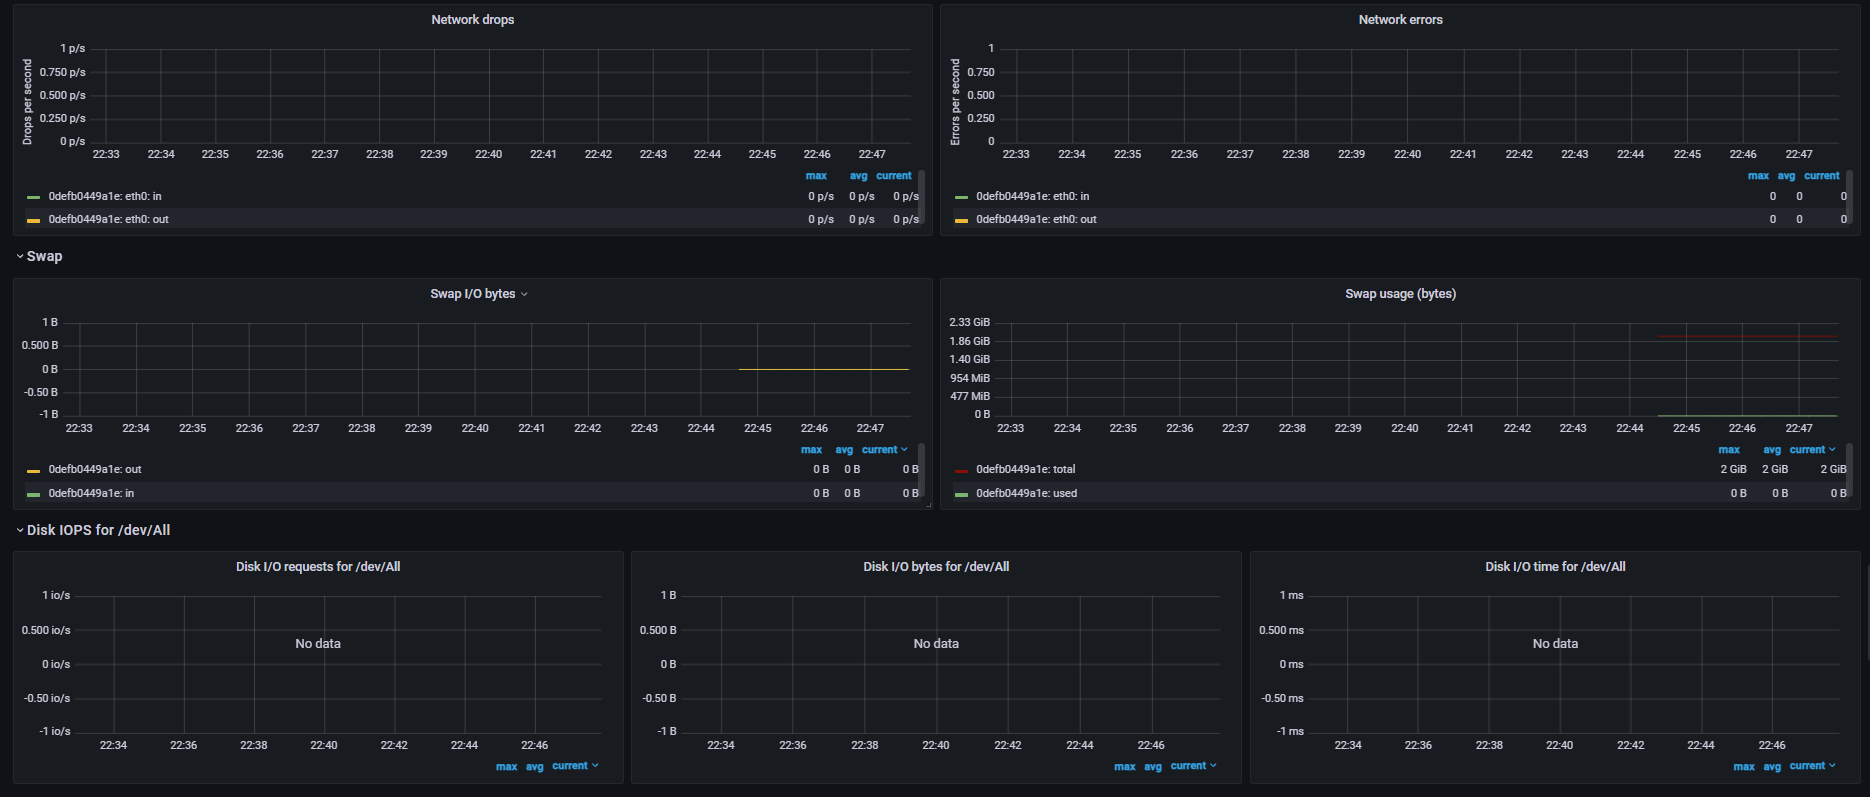 Network drops
Drops per second
1 p/s
0.750 p/s
0.500 p/s
0.250 p/s
0 p/s
22:33 22:34 22:35 22:36 22:37 22:38 22:39 22:40 22:41 22:42 22:43 22:44 22:45 22:46 22:47
max avg current
0defb0449a1e: eth0: in 0 p/s 0 p/s 0 p/s
0defb0449a1e: eth0: out 0 p/s 0 p/s 0 p/s
Network errors
Errors per second
1
0.750
0.500
0.250
0
22:33 22:34 22:35 22:36 22:37 22:38 22:39 22:40 22:41 22:42 22:43 22:44 22:45 22:46 22:47
max avg current
0defb0449a1e: eth0: in 0 0 0
0defb0449a1e: eth0: out 0 0 0
Swap
Swap I/O bytes
1 B
0.500 B
0 B
-0.50 B
-1 B
22:33 22:34 22:35 22:36 22:37 22:38 22:39 22:40 22:41 22:42 22:43 22:44 22:45 22:46 22:47
max avg current
0defb0449a1e: out 0 B 0 B 0 B
0defb0449a1e: in 0 B 0 B 0 B
Swap usage (bytes)
2.33 GiB
1.86 GiB
1.40 GiB
954 MiB
477 MiB
0 B
22:33 22:34 22:35 22:36 22:37 22:38 22:39 22:40 22:41 22:42 22:43 22:44 22:45 22:46 22:47
max avg current
0defb0449a1e: total 2 GiB 2 GiB 2 GiB
0defb0449a1e: used 0 B 0 B 0 B
Disk IOPS for /dev/All
Disk I/O requests for /dev/All
1 io/s
0.500 io/s
No data
0 io/s
-0.50 io/s
-1 io/s
22:34 22:36 22:38 22:40 22:42 22:44 22:46
max avg current
Disk I/O bytes for /dev/All
1 B
0.500 B
No data
0 B
-0.50 B
-1 B
22:34 22:36 22:38 22:40 22:42 22:44 22:46
max avg current
Disk I/O time for /dev/All
1 ms
0.500 ms
No data
0 ms
-0.50 ms
-1 ms
22:34 22:36 22:38 22:40 22:42 22:44 22:46
max avg current